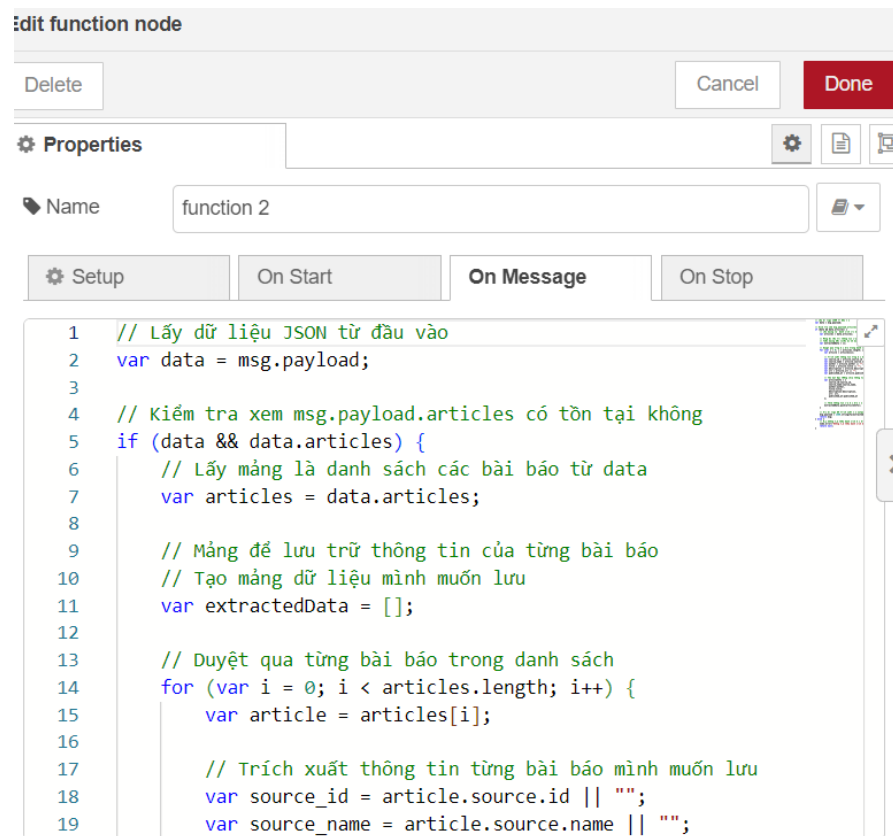 Edit function node
Delete
Cancel
Done
Properties
Name
function 2
Setup
On Start
On Message
On Stop
1 // Lấy dữ liệu JSON từ đầu vào
2 var data = msg.payload;
3
4 // Kiểm tra xem msg.payload.articles có tồn tại không
5 if (data && data.articles) {
6 // Lấy mảng là danh sách các bài báo từ data
7 var articles = data.articles;
8
9 // Mảng để lưu trữ thông tin của từng bài báo
10 // Tạo mảng dữ liệu mình muốn lưu
11 var extractedData = [];
12
13 // Duyệt qua từng bài báo trong danh sách
14 for (var i = 0; i < articles.length; i++) {
15 var article = articles[i];
16
17 // Trích xuất thông tin từng bài báo mình muốn lưu
18 var source_id = article.source.id || "";
19 var source_name = article.source.name || "";